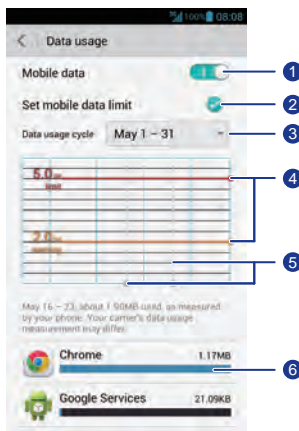 100% 08:08
Data usage
Mobile data 1
Set mobile data limit 2
Data usage cycle May 1 – 31 3
5.0 4
limit
2.0
warning 5
May 16 – 23, about 1.90MB used, as measured
by your phone. Your carrier's data usage
measurement may differ.
Chrome 1.17MB
6
Google Services 21.09KB